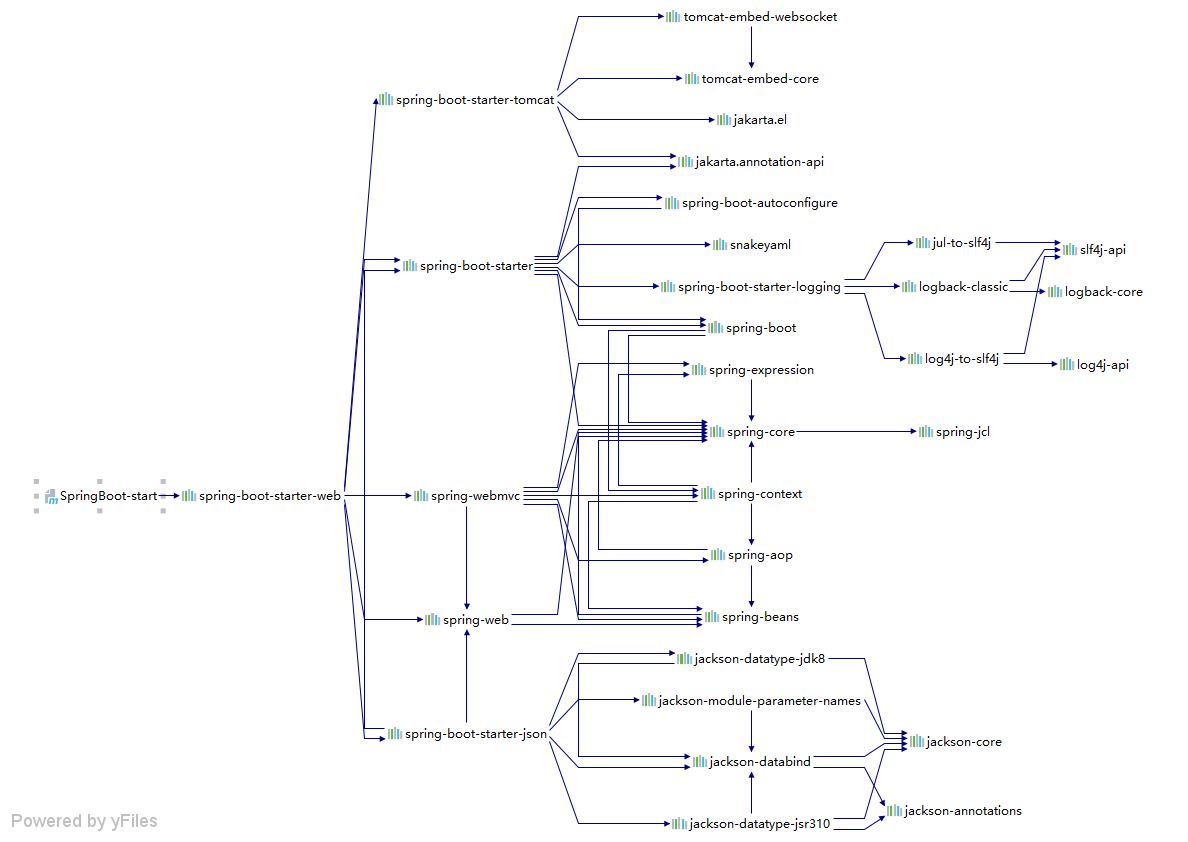 tomcat-embed-websocket
tomcat-embed-core
spring-boot-starter-tomcat
jakarta.el
jakarta.annotation-api
spring-boot-autoconfigure
snakeyaml
jul-to-slf4j
slf4j-api
spring-boot-starter
spring-boot-starter-logging
logback-classic
logback-core
spring-boot
log4j-to-slf4j
log4j-api
spring-expression
spring-core
spring-jcl
SpringBoot-start
spring-boot-starter-web
spring-webmvc
spring-context
spring-aop
spring-web
spring-beans
jackson-datatype-jdk8
jackson-module-parameter-names
spring-boot-starter-json
jackson-core
jackson-databind
jackson-annotations
jackson-datatype-jsr310
Powered by yFiles